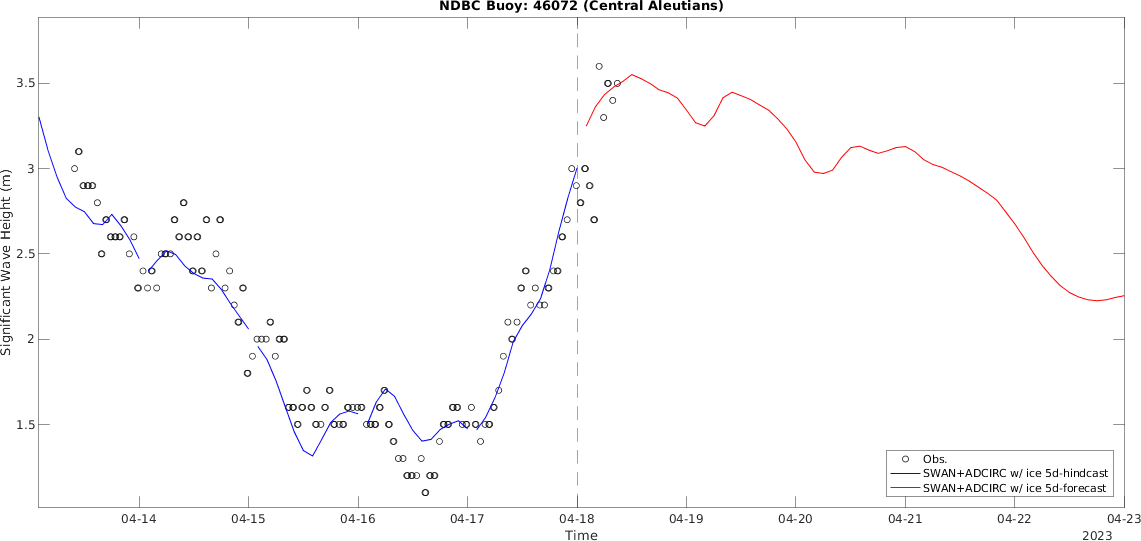 NDBC Buoy: 46072 (Central Aleutians)
Significant Wave Height (m)
3.5
3
2.5
2
1.5
Obs.
SWAN+ADCIRC w/ ice 5d-hindcast
SWAN+ADCIRC w/ ice 5d-forecast
04-14 04-15 04-16 04-17 04-18 04-19 04-20 04-21 04-22 04-23
Time
2023